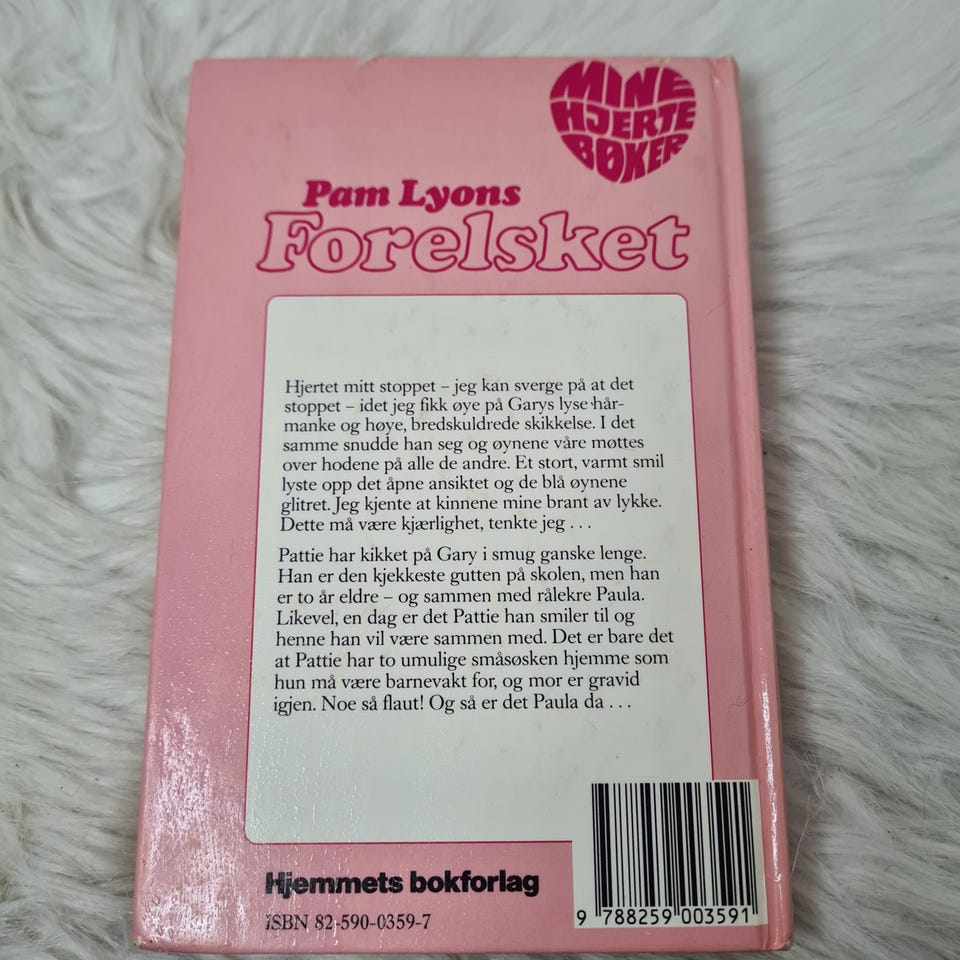 MINE
HJERTE
BØKER
Pam Lyons
Forelsket
Hjertet mitt stoppet – jeg kan sverge på at det
stoppet – idet jeg fikk øye på Garys lyse hår-
manke og høye, bredskuldrede skikkelse. I det
samme snudde han seg og øynene våre møttes
over hodene på alle de andre. Et stort, varmt smil
lyste opp det åpne ansiktet og de blå øynene
glitret. Jeg kjente at kinnene mine brant av lykke.
Dette må være kjærlighet, tenkte jeg . . .
Pattie har kikket på Gary i smug ganske lenge.
Han er den kjekkeste gutten på skolen, men han
er to år eldre – og sammen med rålekre Paula.
Likevel, en dag er det Pattie han smiler til og
henne han vil være sammen med. Det er bare det
at Pattie har to umulige småsøsken hjemme som
hun må være barnevakt for, og mor er gravid
igjen. Noe så flaut! Og så er det Paula da . . .
Hjemmets bokforlag
ISBN 82-590-0359-7
9 788259 003591